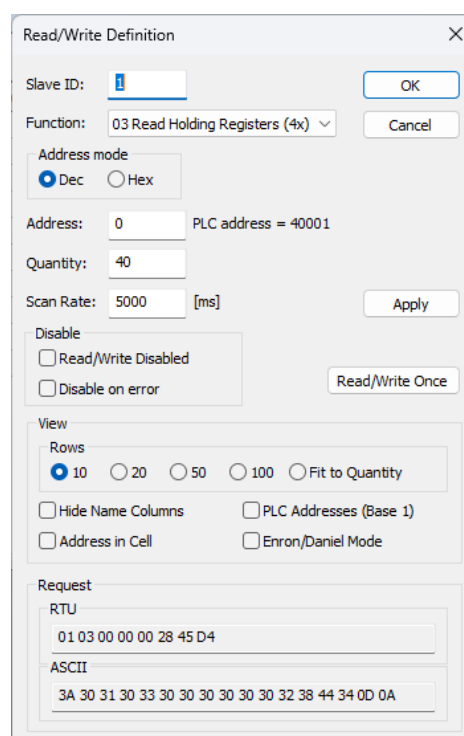 Read/Write Definition
Slave ID: 1 OK
Function: 03 Read Holding Registers (4x) Cancel
Address mode
Dec Hex
Address: 0 PLC address = 40001
Quantity: 40
Scan Rate: 5000 [ms] Apply
Disable
Read/Write Disabled
Disable on error
Read/Write Once
View
Rows
10 20 50 100 Fit to Quantity
Hide Name Columns PLC Addresses (Base 1)
Address in Cell Enron/Daniel Mode
Request
RTU
01 03 00 00 00 28 45 D4
ASCII
3A 30 31 30 33 30 30 30 30 30 30 32 38 44 34 0D 0A